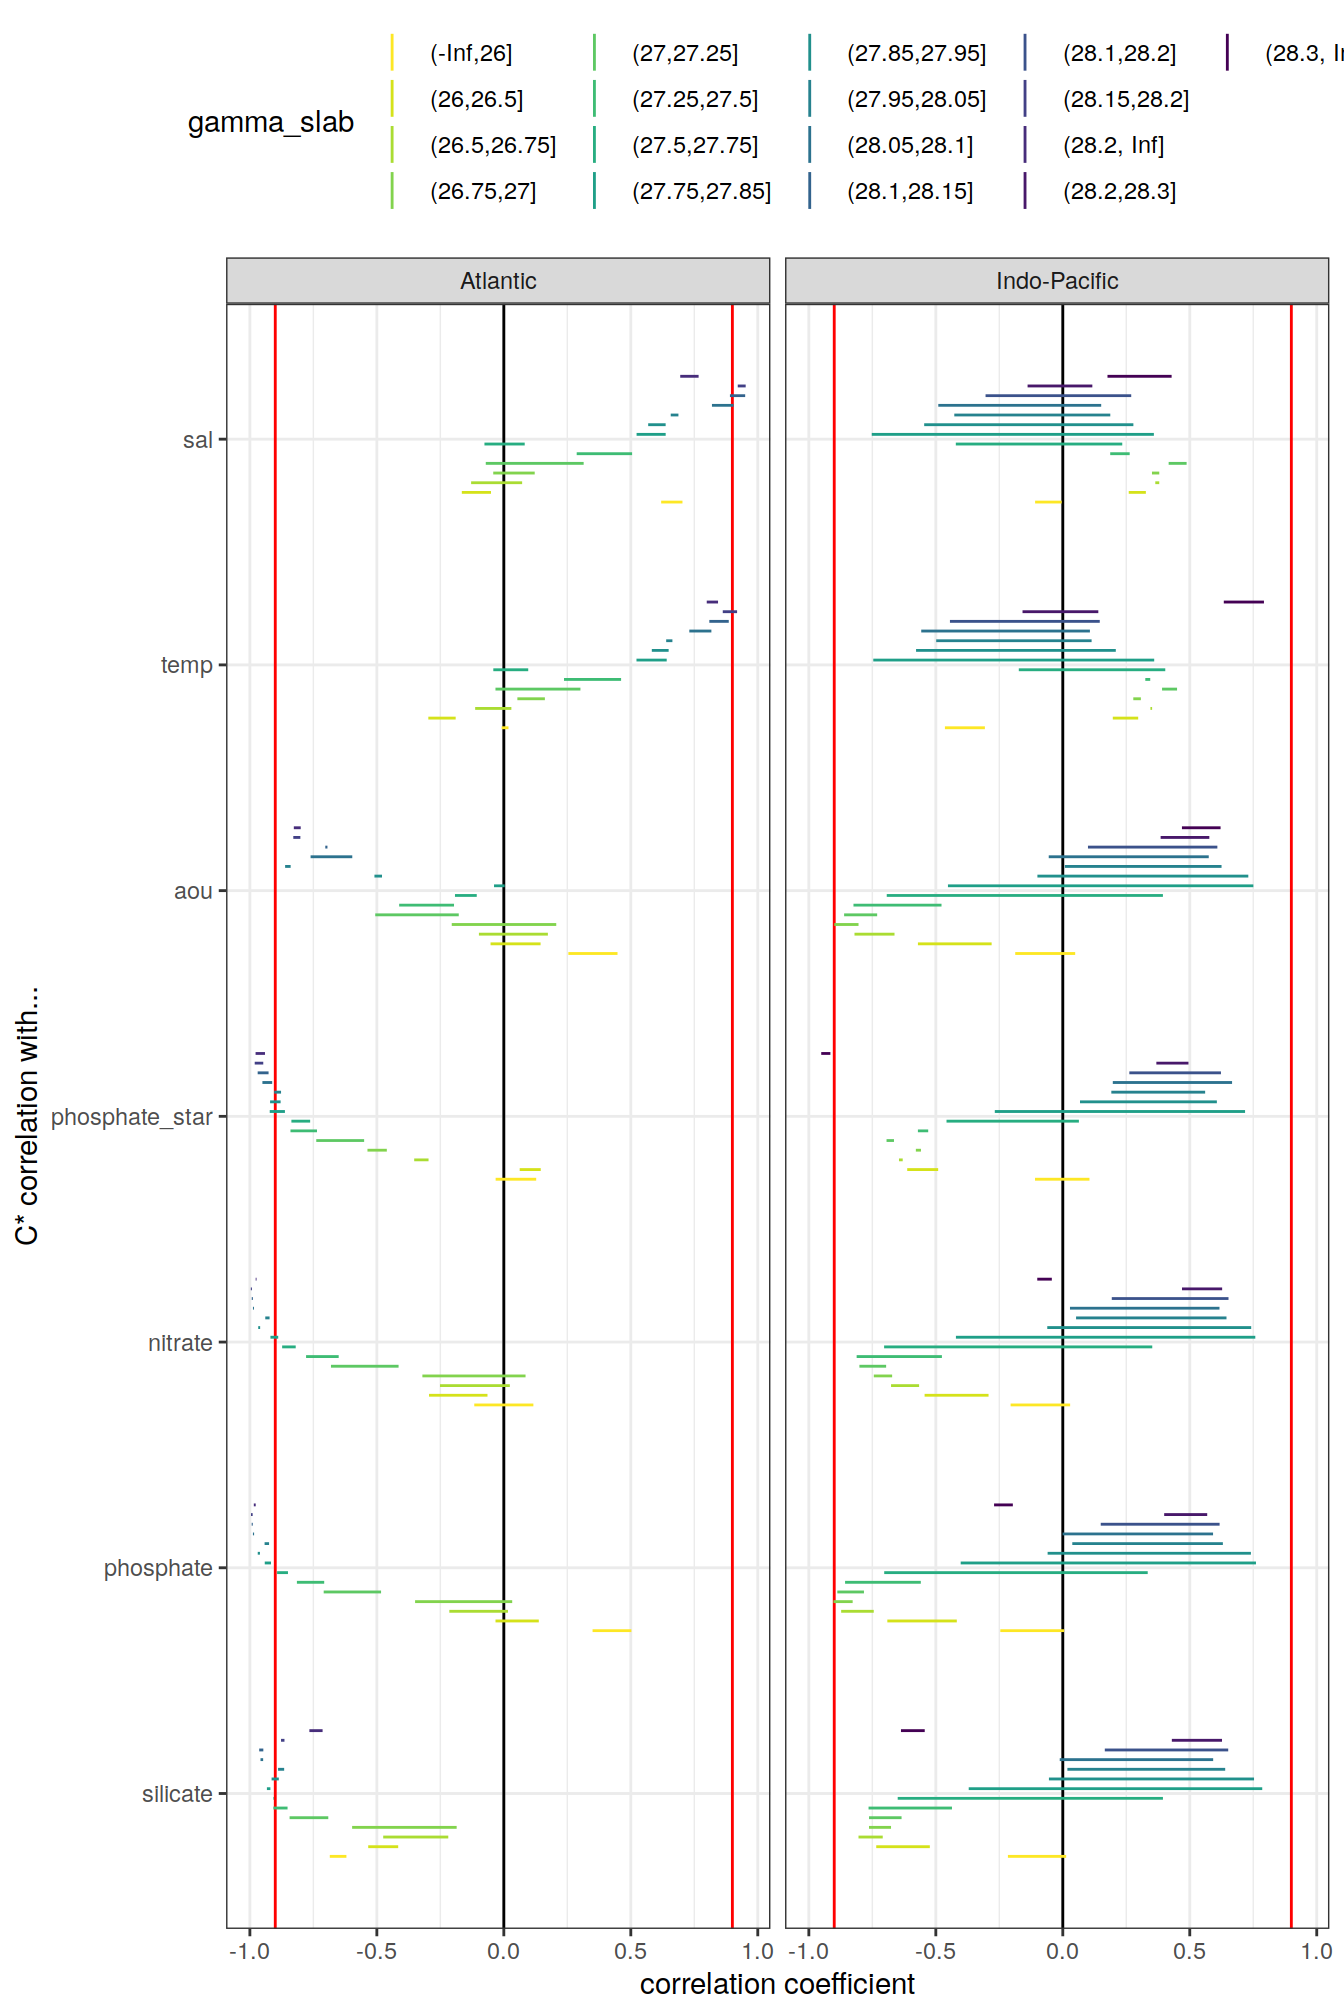 gamma_slab
(-Inf,26]
(26,26.5]
(26.5,26.75]
(26.75,27]
(27,27.25]
(27.25,27.5]
(27.5,27.75]
(27.75,27.85]
(27.85,27.95]
(27.95,28.05]
(28.05,28.1]
(28.1,28.15]
(28.1,28.2]
(28.15,28.2]
(28.2, Inf]
(28.2,28.3]
(28.3,
Atlantic
Indo-Pacific
C* correlation with...
sal
temp
aou
phosphate_star
nitrate
phosphate
silicate
-1.0 -0.5 0.0 0.5 1.0 -1.0 -0.5 0.0 0.5 1.0
correlation coefficient